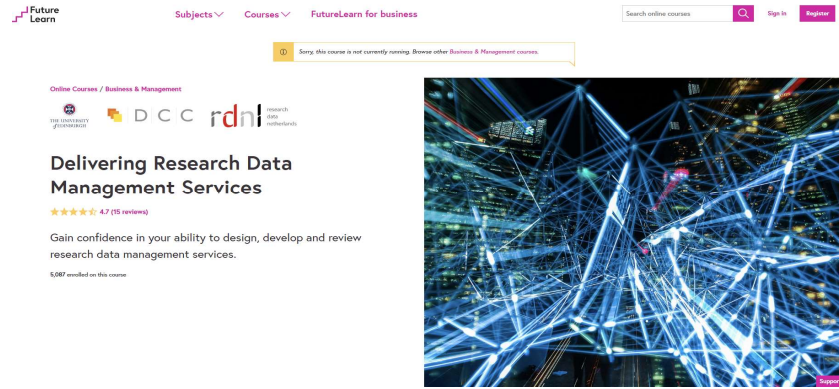 Future
Learn
Subjects
Courses
FutureLearn for business
Search online courses
Sign in
Register
Sorry, this course is not currently running. Browse other Business & Management courses.
Online Courses / Business & Management
THE UNIVERSITY
of EDINBURGH
DCC
rdnl
research
data
netherlands
Delivering Research Data
Management Services
4.7 (15 reviews)
Gain confidence in your ability to design, develop and review
research data management services.
5,087 enrolled on this course